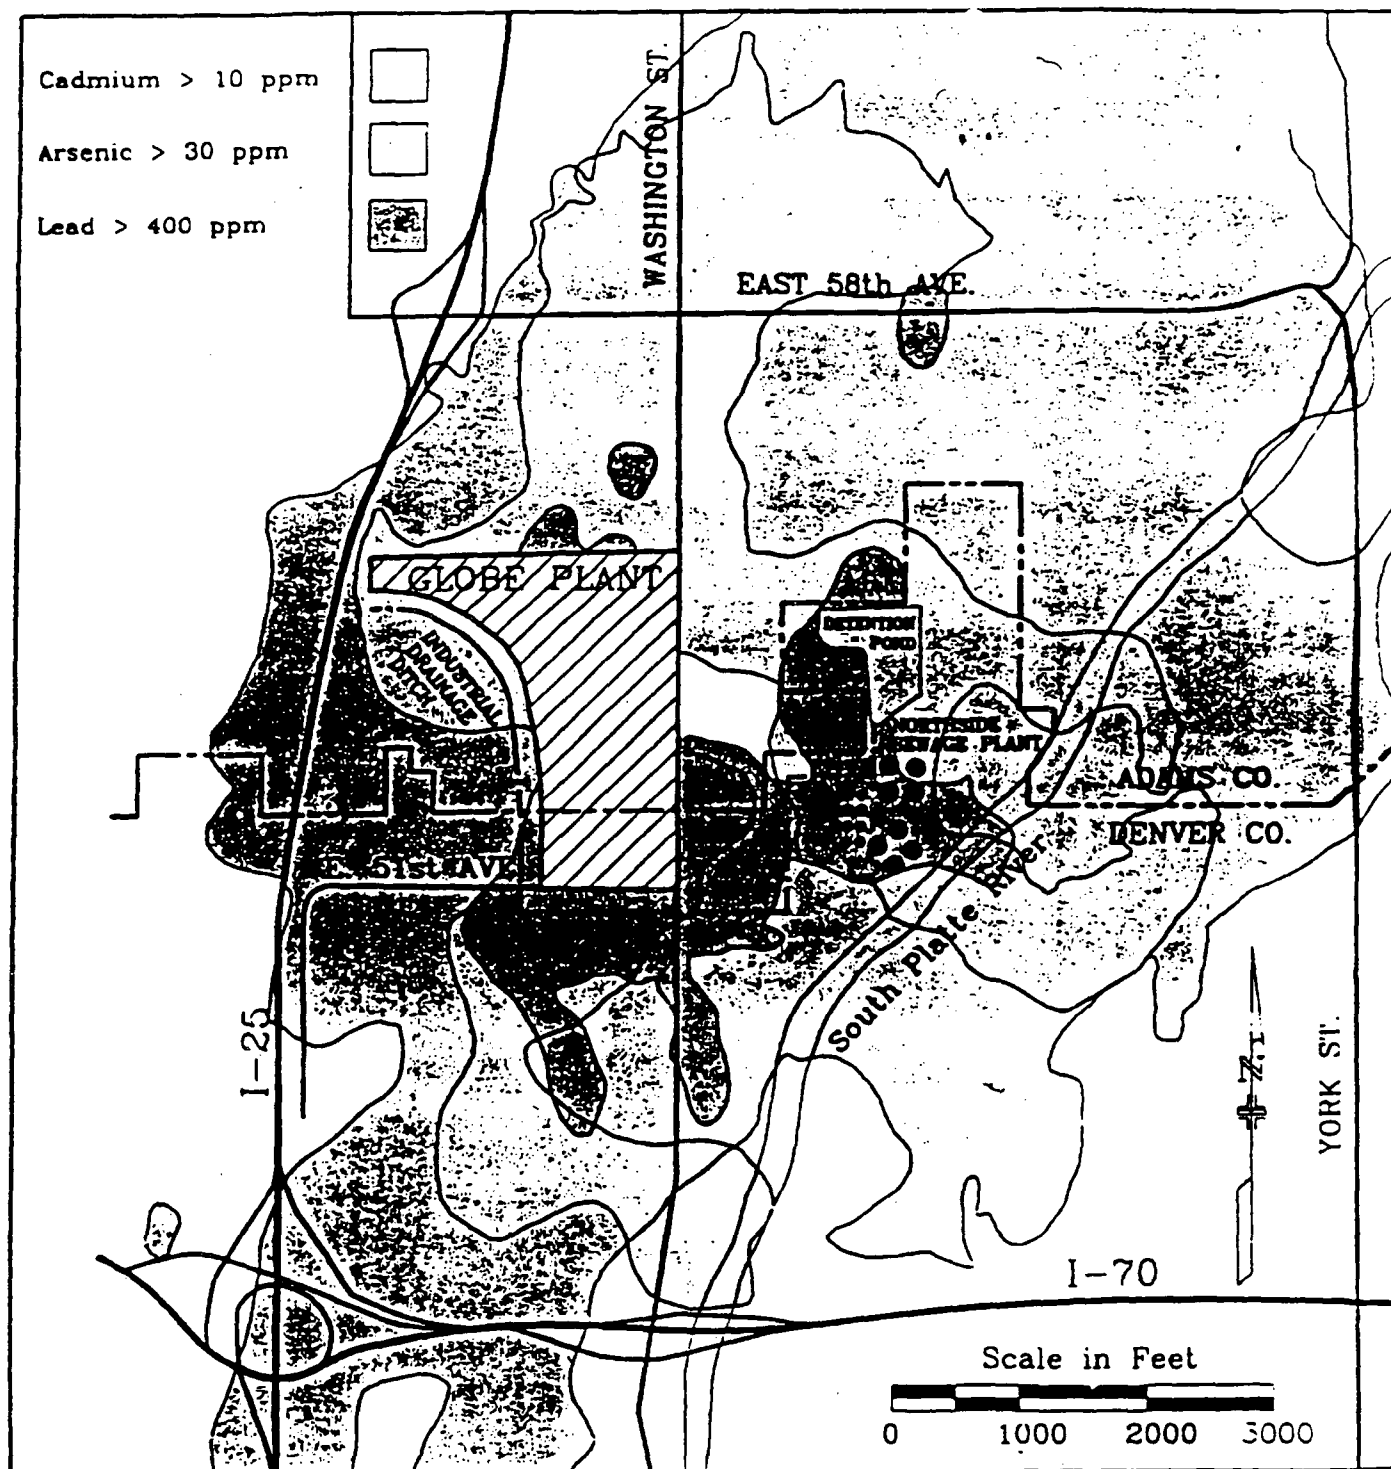 Cadmium > 10 ppm
Arsenic > 30 ppm
Lead > 400 ppm
WASHINGTON ST.
EAST 58th AVE.
GLOBE PLANT
INDUSTRIAL
DRAINAGE
DITCH
DETENTION
POND
NORTHSIDE
SEWAGE PLANT
ADAMS CO.
DENVER CO.
E. 51st AVE
South Platte River
I-25
N
YORK ST.
I-70
Scale in Feet
0 1000 2000 3000